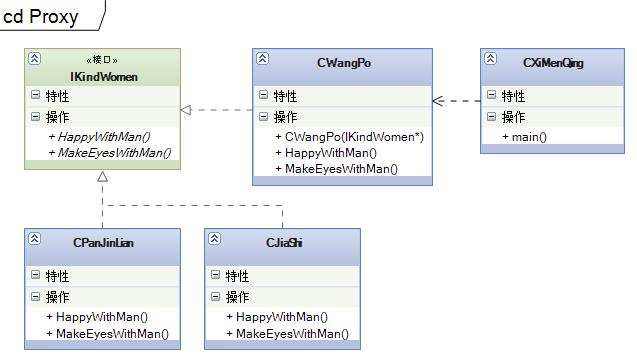 cd Proxy
«接口»
IKindWomen
特性
操作
+ HappyWithMan()
+ MakeEyesWithMan()
CWangPo
特性
操作
+ CWangPo(IKindWomen*)
+ HappyWithMan()
+ MakeEyesWithMan()
CXiMenQing
特性
操作
+ main()
CPanJinLian
特性
操作
+ HappyWithMan()
+ MakeEyesWithMan()
CJiaShi
特性
操作
+ HappyWithMan()
+ MakeEyesWithMan()